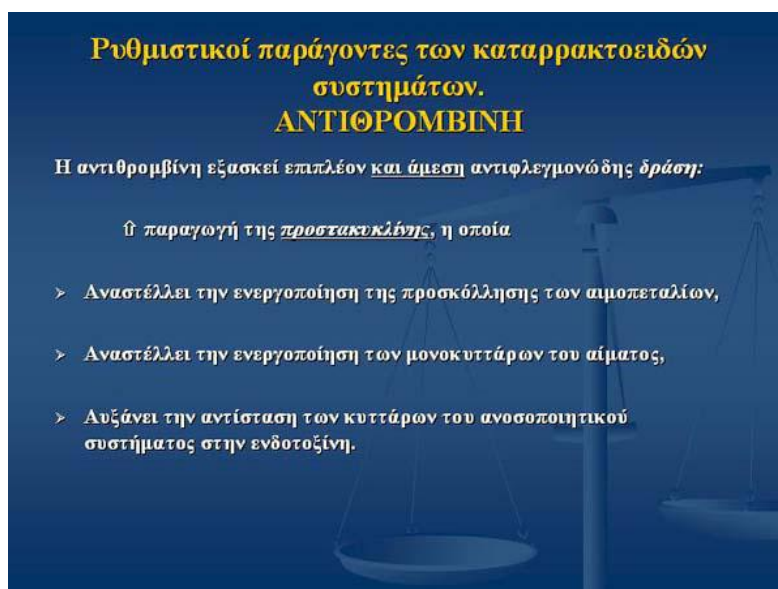 Ρυθμιστικοί παράγοντες των καταρρακτοειδών
συστημάτων.
ΑΝΤΙΘΡΟΜΒΙΝΗ
Η αντιθρομβίνη εξασκεί επιπλέον και άμεση αντιφλεγμονώδης δράση:
⇧ παραγωγή της προστακυκλίνης, η οποία
➢ Αναστέλλει την ενεργοποίηση της προσκόλλησης των αιμοπεταλίων,
➢ Αναστέλλει την ενεργοποίηση των μονοκυττάρων του αίματος,
➢ Αυξάνει την αντίσταση των κυττάρων του ανοσοποιητικού
συστήματος στην ενδοτοξίνη.